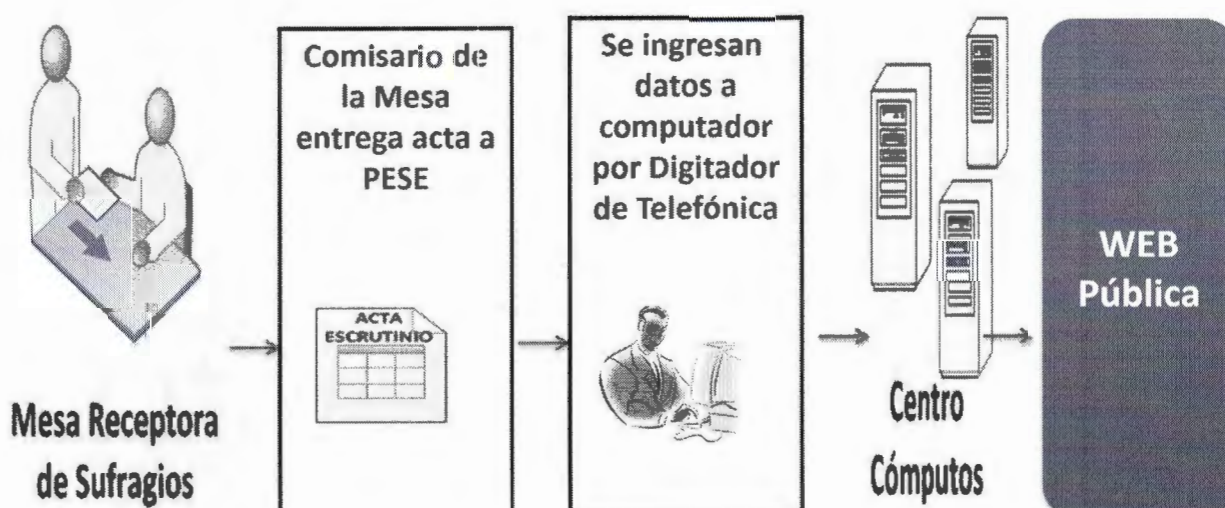 Mesa Receptora
de Sufragios
Comisario de
la Mesa
entrega acta a
PESE
ACTA
ESCRUTINIO
Se ingresan
datos a
computador
por Digitador
de Telefónica
Centro
Cómputos
WEB
Pública